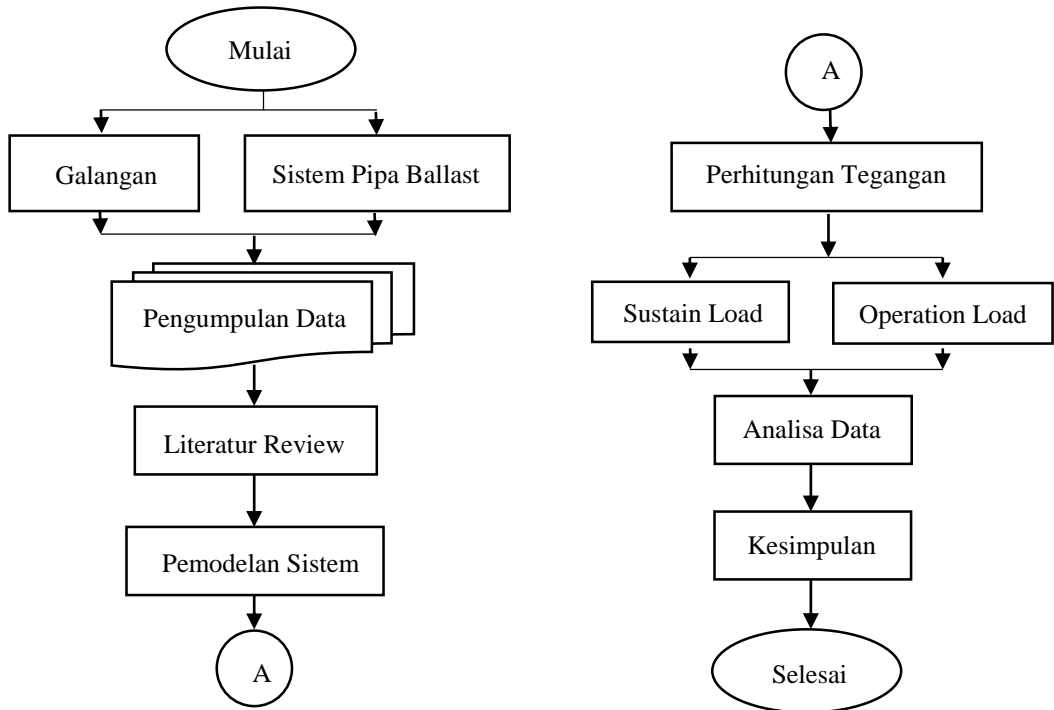 Mulai
Galangan
Sistem Pipa Ballast
Pengumpulan Data
Literatur Review
Pemodelan Sistem
A
A
Perhitungan Tegangan
Sustain Load
Operation Load
Analisa Data
Kesimpulan
Selesai